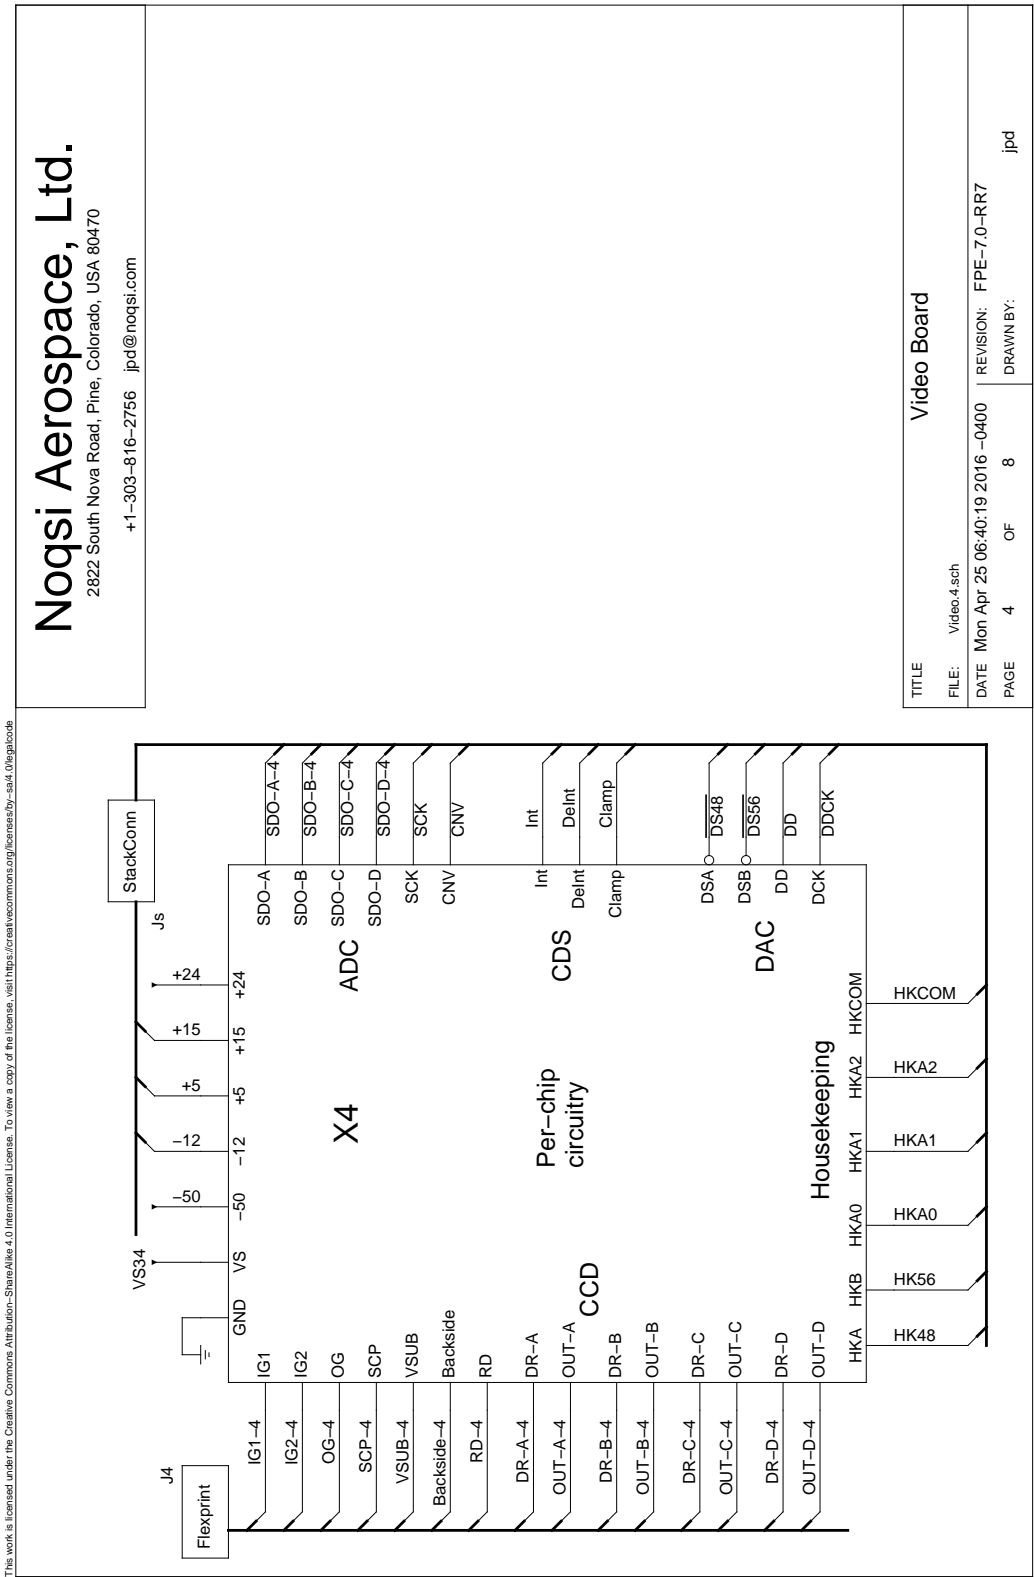 This work is licensed under the Creative Commons Attribution−ShareAlike 4.0 International License. To view a copy of the license, visit https://creativecommons.org/licenses/by−sa/4.0/legalcode
Noqsi Aerospace, Ltd.
2822 South Nova Road, Pine, Colorado, USA 80470
+1−303−816−2756 jpd@noqsi.com
J4
Flexprint
Js
StackConn
VS34
−50
−12
+5
+15
+24
GND
VS
−50
−12
+5
+15
+24
IG1−4
IG2−4
OG−4
SCP−4
VSUB−4
Backside−4
RD−4
DR−A−4
OUT−A−4
DR−B−4
OUT−B−4
DR−C−4
OUT−C−4
DR−D−4
OUT−D−4
IG1
IG2
OG
SCP
VSUB
Backside
RD
DR−A
OUT−A
DR−B
OUT−B
DR−C
OUT−C
DR−D
OUT−D
CCD
X4
Per−chip
circuitry
ADC
CDS
DAC
Housekeeping
SDO−A
SDO−B
SDO−C
SDO−D
SCK
CNV
Int
DeInt
Clamp
DSA
DSB
DD
DCK
SDO−A−4
SDO−B−4
SDO−C−4
SDO−D−4
SCK
CNV
Int
DeInt
Clamp
DS48
DS56
DD
DDCK
HKA
HKB
HKA0
HKA1
HKA2
HKCOM
HK48
HK56
HKA0
HKA1
HKA2
HKCOM
TITLE
Video Board
FILE: Video.4.sch
DATE Mon Apr 25 06:40:19 2016 −0400
REVISION: FPE−7.0−RR7
PAGE 4 OF 8
DRAWN BY: jpd